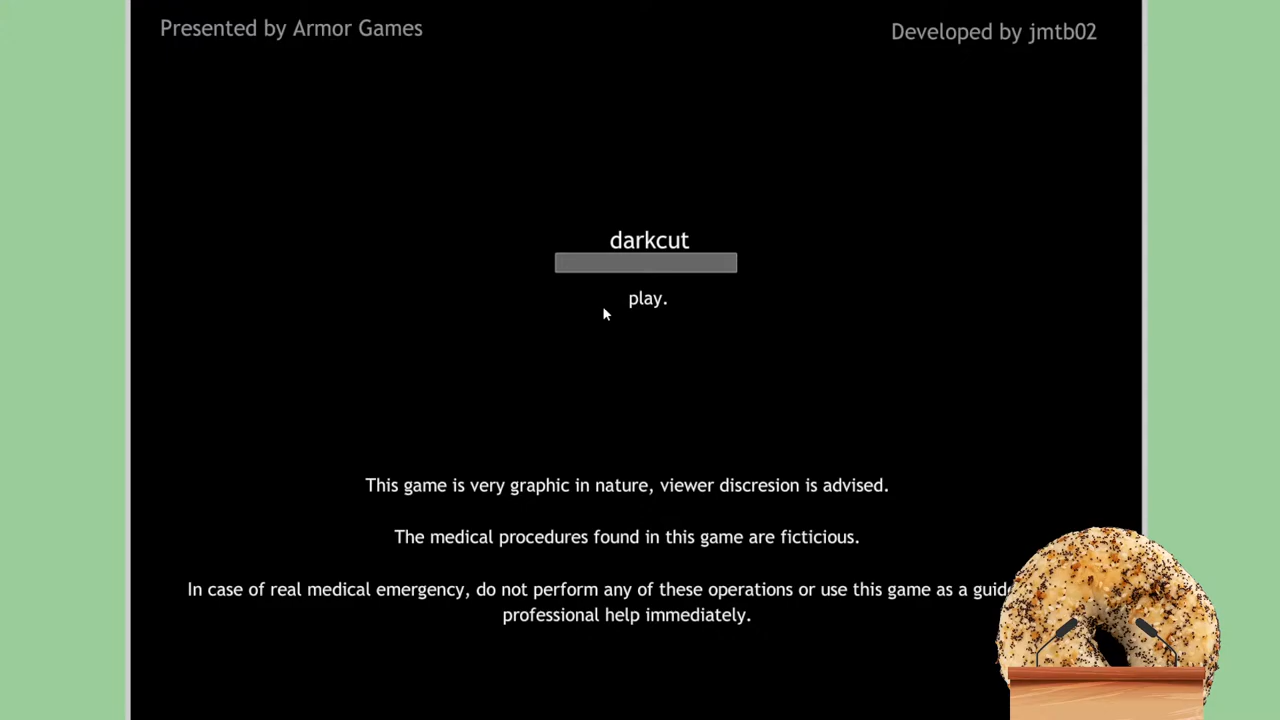 Presented by Armor Games
Developed by jmtb02
darkcut
play.
This game is very graphic in nature, viewer discresion is advised.
The medical procedures found in this game are ficticious.
In case of real medical emergency, do not perform any of these operations or use this game as a guide
professional help immediately.